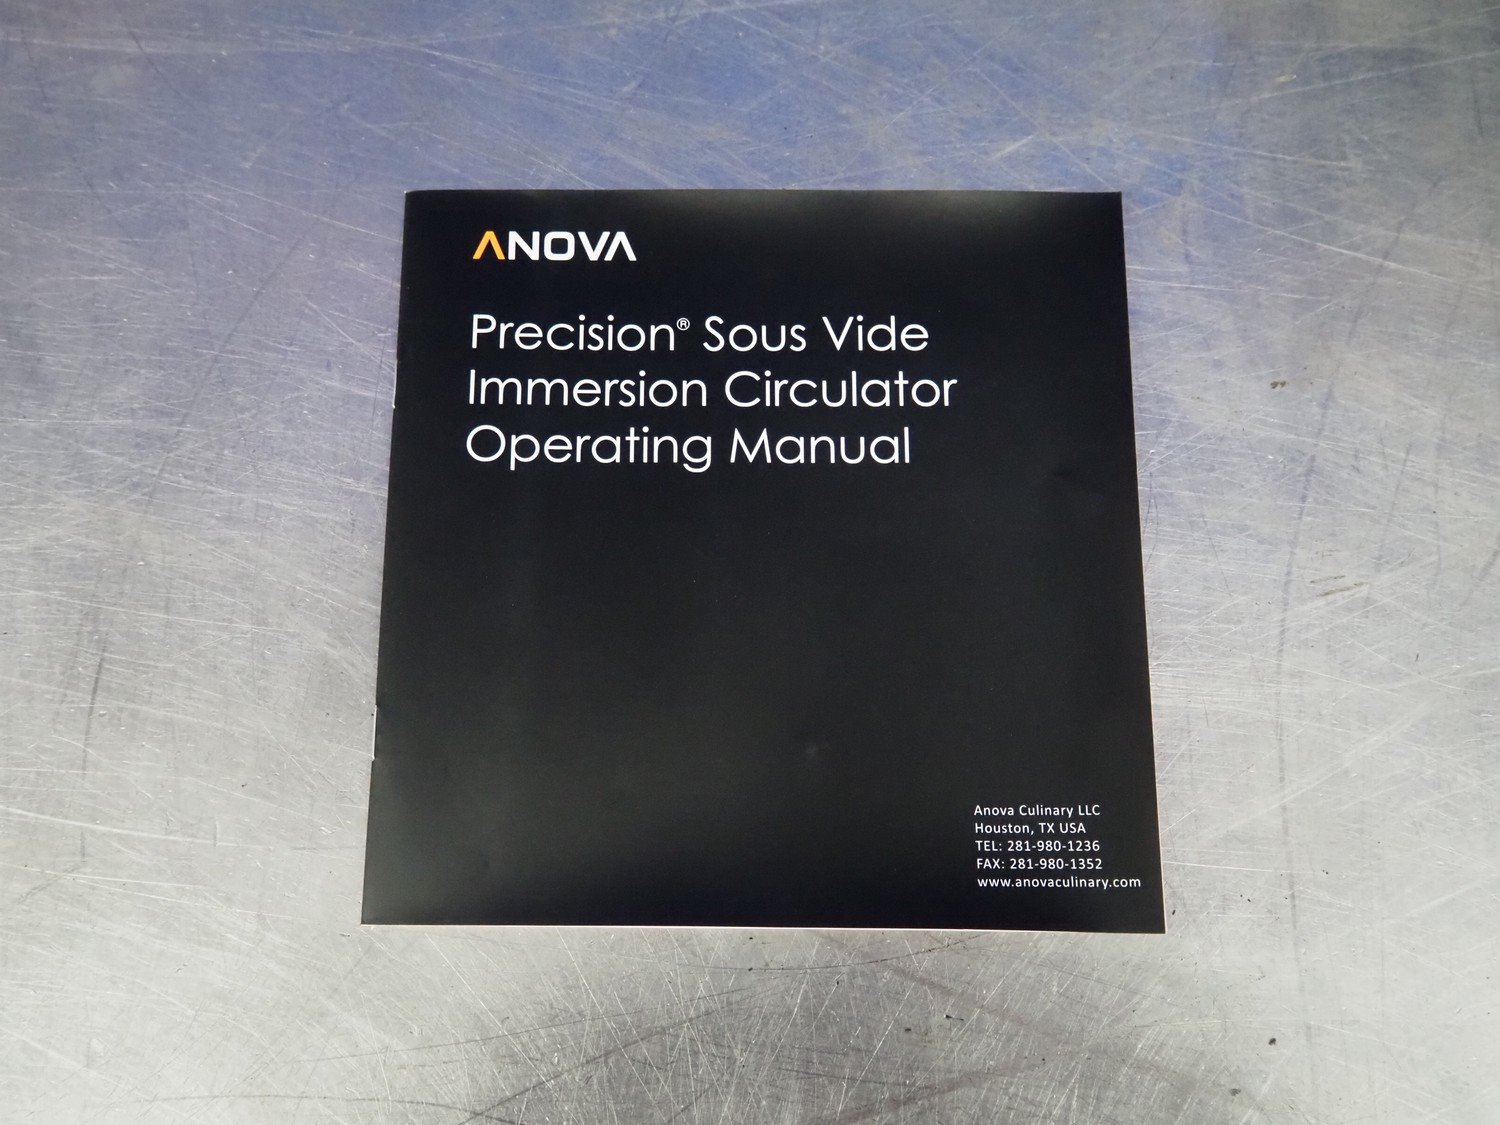 ANOVA
Precision® Sous Vide
Immersion Circulator
Operating Manual
Anova Culinary LLC
Houston, TX USA
TEL: 281-980-1236
FAX: 281-980-1352
www.anovaculinary.com